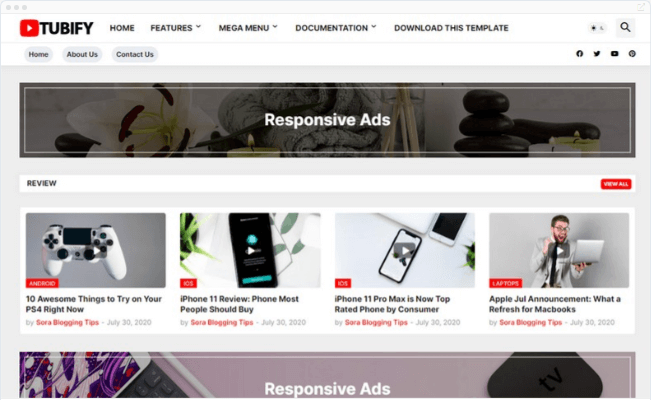 TUBIFY HOME FEATURES MEGA MENU DOCUMENTATION DOWNLOAD THIS TEMPLATE
Home About Us Contact Us
Responsive Ads
REVIEW VIEW ALL
ANDROID
10 Awesome Things to Try on Your
PS4 Right Now
by Sora Blogging Tips - July 30, 2020
IOS
iPhone 11 Review: Phone Most
People Should Buy
by Sora Blogging Tips - July 30, 2020
IOS
iPhone 11 Pro Max is Now Top
Rated Phone by Consumer
by Sora Blogging Tips - July 30, 2020
LAPTOPS
Apple Jul Announcement: What a
Refresh for Macbooks
by Sora Blogging Tips - July 30, 2020
Responsive Ads
tv